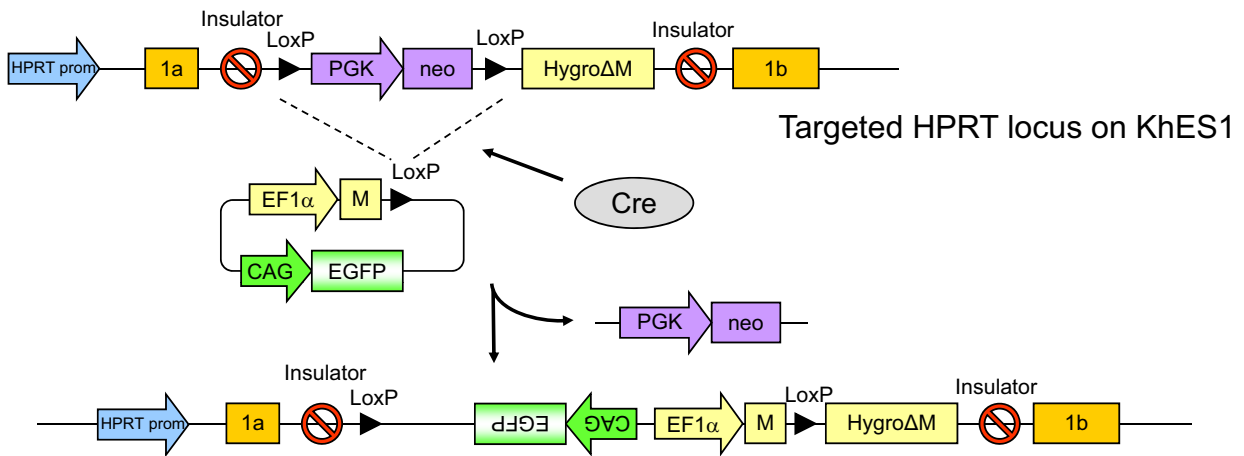 Insulator
LoxP
LoxP
Insulator
HPRT prom
1a
PGK
neo
HygroΔM
1b
Targeted HPRT locus on KhES1
LoxP
EF1α
M
Cre
CAG
EGFP
PGK
neo
Insulator
LoxP
LoxP
Insulator
HPRT prom
1a
EGFP
CAG
EF1α
M
HygroΔM
1b